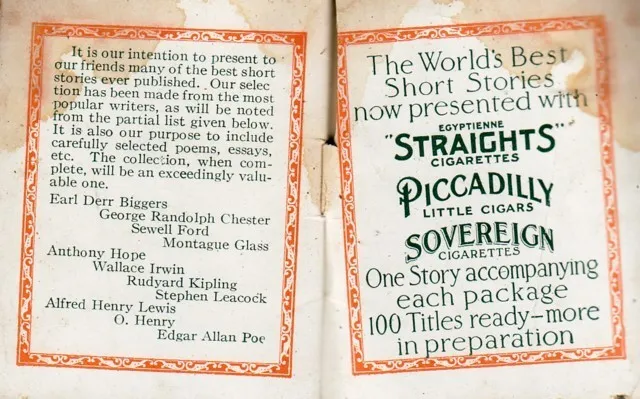 It is our intention to present to
our friends many of the best short
stories ever published. Our selec
tion has been made from the most
popular writers, as will be noted
from the partial list given below.
It is also our purpose to include
carefully selected poems, essays,
etc. The collection, when com-
plete, will be an exceedingly valu-
able one.
Earl Derr Biggers
George Randolph Chester
Sewell Ford
Montague Glass
Anthony Hope
Wallace Irwin
Rudyard Kipling
Stephen Leacock
Alfred Henry Lewis
O. Henry
Edgar Allan Poe
The World's Best
Short Stories
now presented with
EGYPTIENNE
"STRAIGHTS"
CIGARETTES
PICCADILLY
LITTLE CIGARS
SOVEREIGN
CIGARETTES
One Story accompanying
each package
100 Titles ready—more
in preparation